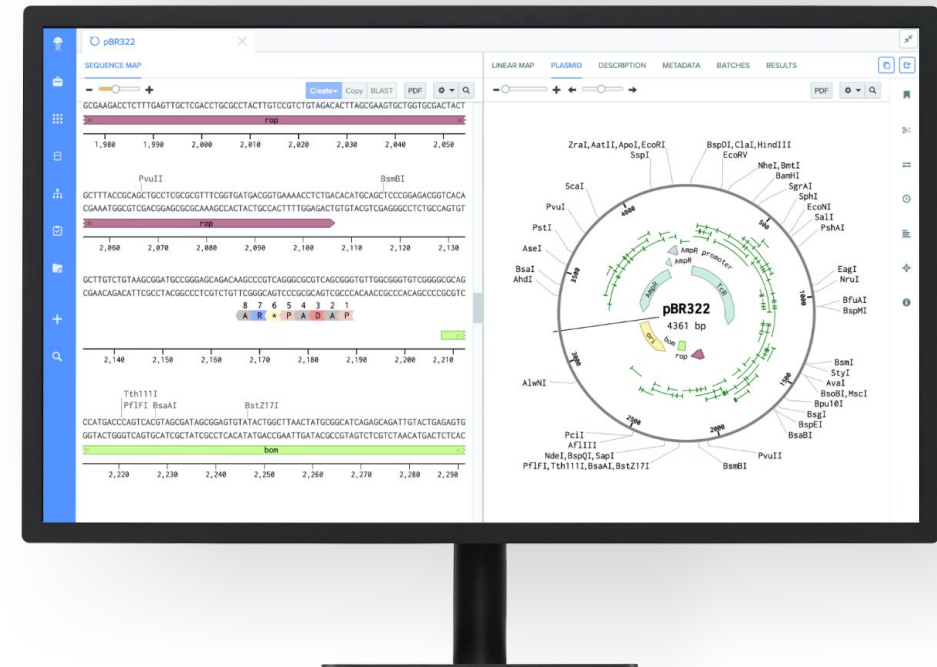 pBR322
SEQUENCE MAP
Create Copy BLAST PDF
GCGAAGACCTCTTTGAGTTGCTCGACCTGCGCCTACTTGTCCGTCTGTAGACACTTAGCGAAGTGCTGGTGCGACTACT
rop
1,980 1,990 2,000 2,010 2,020 2,030 2,040 2,050
PvuII BsmBI
GCTTTACCGCAGCTGCCTCGCGCGTTTCGGTGATGACGGTGAAAACCTCTGACACATGCAGCTCCCGGAGACGGTCACA
CGAAATGGCGTCGACGGAGCGCGCAAAGCCACTACTGCCACTTTTGGAGACTGTGTACGTCGAGGGCCTCTGCCAGTGT
rop
2,060 2,070 2,080 2,090 2,100 2,110 2,120 2,130
GCTTGTCTGTAAGCGGATGCCGGGAGCAGACAAGCCCGTCAGGGCGCGTCAGCGGGTGTTGGCGGGTGTCGGGGCGCAG
CGAACAGACATTCGCCTACGGCCCTCGTCTGTTCGGGCAGTCCCGCGCAGTCGCCCACAACCGCCCACAGCCCCGCGTC
8 7 6 5 4 3 2 1
A R * P A D A P
2,140 2,150 2,160 2,170 2,180 2,190 2,200 2,210
Tth111I
PflFI BsaAI BstZ17I
CCATGACCCAGTCACGTAGCGATAGCGGAGTGTATACTGGCTTAACTATGCGGCATCAGAGCAGATTGTACTGAGAGTG
GGTACTGGGTCAGTGCATCGCTATCGCCTCACATATGACCGAATTGATACGCCGTAGTCTCGTCTAACATGACTCTCAC
bom
2,220 2,230 2,240 2,250 2,260 2,270 2,280 2,290
LINEAR MAP PLASMID DESCRIPTION METADATA BATCHES RESULTS
PDF
ZraI,AatII,ApoI,EcoRI
SspI
ScaI
PvuI
PstI
AseI
BsaI
AhdI
AlwNI
PciI
AflIII
NdeI,BspQI,SapI
PflFI,Tth111I,BsaAI,BstZ17I
BspDI,ClaI,HindIII
EcoRV
NheI,BmtI
BamHI
SgrAI
SphI
EcoNI
SalI
PshAI
EagI
NruI
BfuAI
BspMI
BsmI
StyI
AvaI
BsoBI,MscI
Bpu10I
BsgI
BspEI
BsaBI
PvuII
BsmBI
4000
500
1000
1500
2000
2500
3000
3500
AmpR promoter
AmpR
AmpR
TcR
pBR322
4361 bp
ori
bom
rop